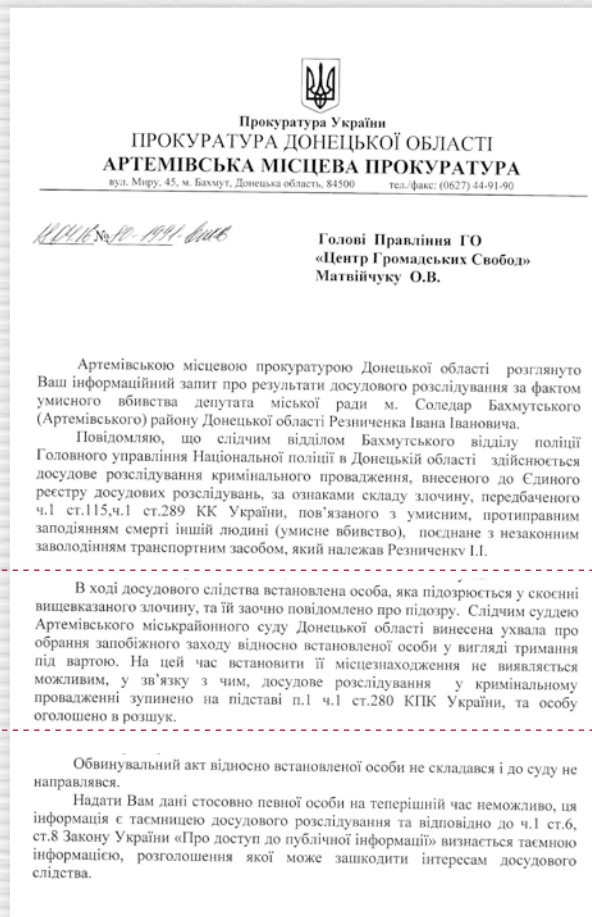 Прокуратура України
ПРОКУРАТУРА ДОНЕЦЬКОЇ ОБЛАСТІ
АРТЕМІВСЬКА МІСЦЕВА ПРОКУРАТУРА
вул. Миру, 45, м. Бахмут, Донецька область, 84500 тел./факс: (0627) 44-91-90
№
Голові Правління ГО
«Центр Громадських Свобод»
Матвійчуку О.В.
Артемівською місцевою прокуратурою Донецької області розглянуто
Ваш інформаційний запит про результати досудового розслідування за фактом
умисного вбивства депутата міської ради м. Соледар Бахмутського
(Артемівського) району Донецької області Резниченка Івана Івановича.
Повідомляю, що слідчим відділом Бахмутського відділу поліції
Головного управління Національної поліції в Донецькій області здійснюється
досудове розслідування кримінального провадження, внесеного до Єдиного
реєстру досудових розслідувань, за ознаками складу злочину, передбаченого
ч.1 ст.115,ч.1 ст.289 КК України, пов'язаного з умисним, протиправним
заподіянням смерті іншій людині (умисне вбивство), поєднане з незаконним
заволодінням транспортним засобом, який належав Резниченку І.І.
В ході досудового слідства встановлена особа, яка підозрюється у скоєнні
вищевказаного злочину, та їй заочно повідомлено про підозру. Слідчим суддею
Артемівського міськрайонного суду Донецької області винесена ухвала про
обрання запобіжного заходу відносно встановленої особи у вигляді тримання
під вартою. На цей час встановити її місцезнаходження не виявляється
можливим, у зв'язку з чим, досудове розслідування у кримінальному
провадженні зупинено на підставі п.1 ч.1 ст.280 КПК України, та особу
оголошено в розшук.
Обвинувальний акт відносно встановленої особи не складався і до суду не
направлявся.
Надати Вам дані стосовно певної особи на теперішній час неможливо, ця
інформація є таємницею досудового розслідування та відповідно до ч.1 ст.6,
ст.8 Закону України «Про доступ до публічної інформації» визнається таємною
інформацією, розголошення якої може зашкодити інтересам досудового
слідства.